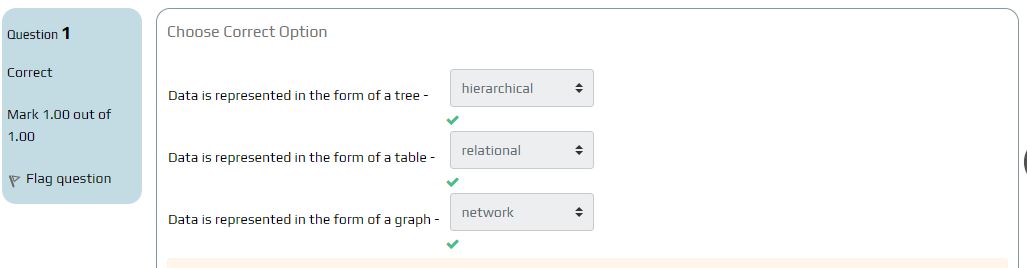 Question 1
Correct
Mark 1.00 out of
1.00
Flag question
Choose Correct Option
Data is represented in the form of a tree - hierarchical
Data is represented in the form of a table - relational
Data is represented in the form of a graph - network